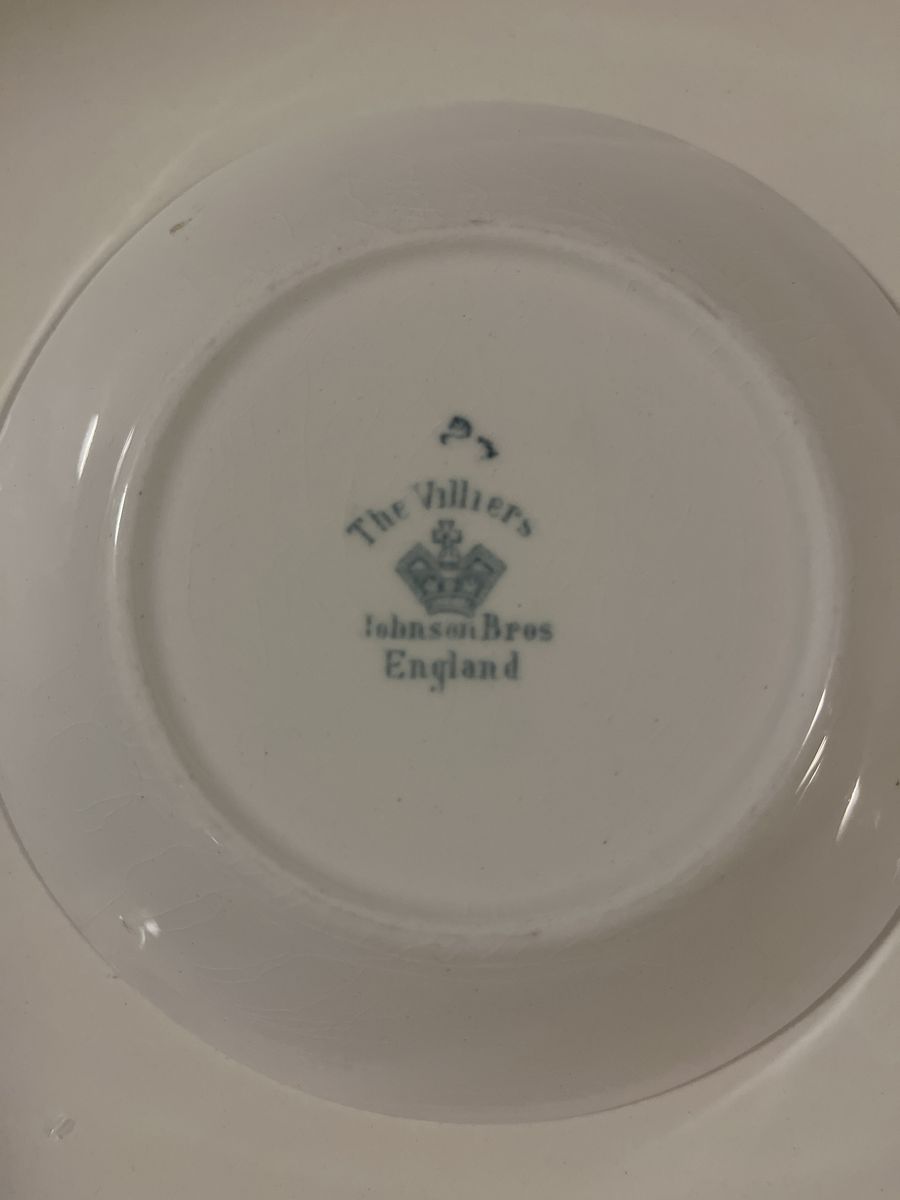 The Villiers
Johnson Bros
England